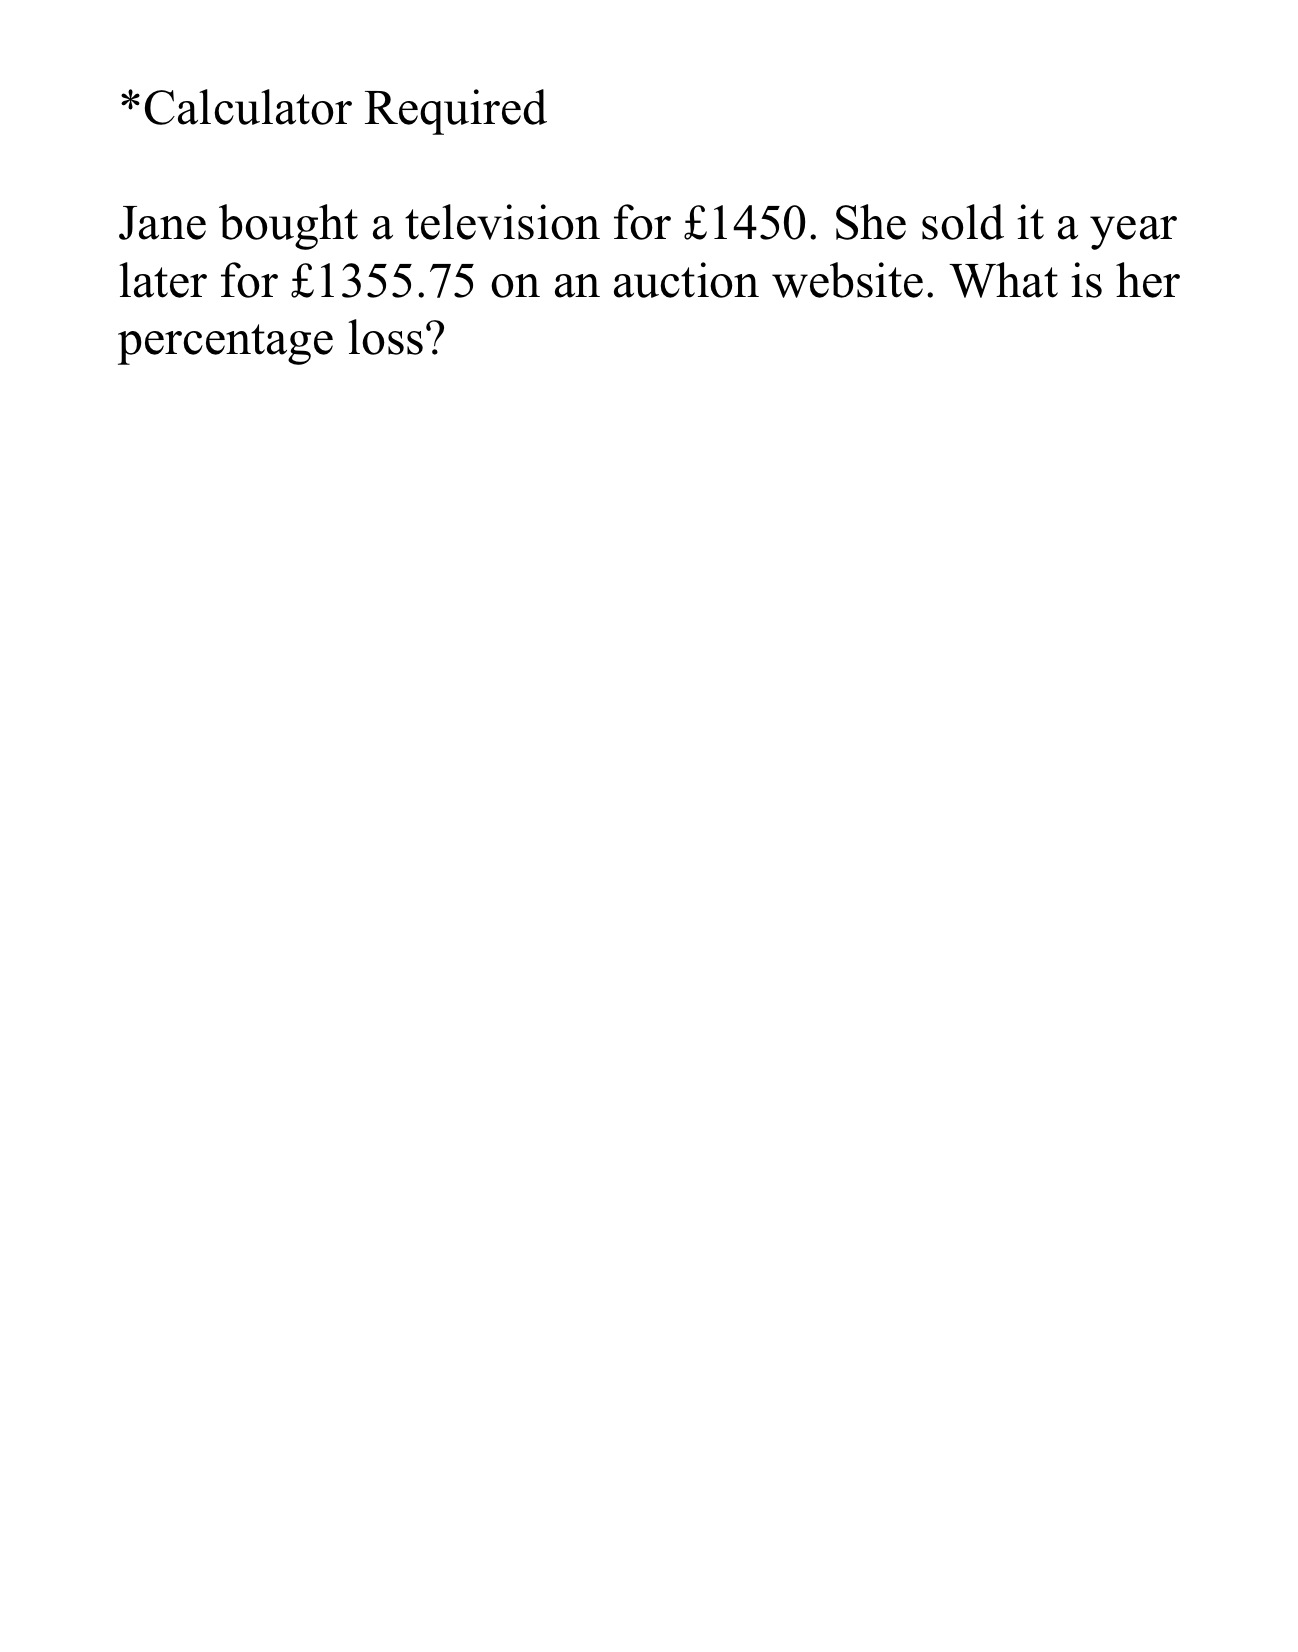 *Calculator Required
Jane bought a television for £1450. She sold it a year
later for £1355.75 on an auction website. What is her
percentage loss?